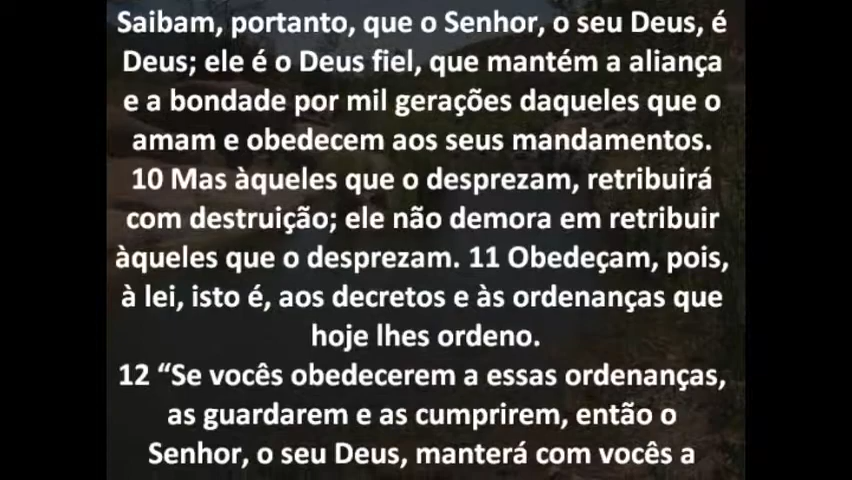 Saibam, portanto, que o Senhor, o seu Deus, é
Deus; ele é o Deus fiel, que mantém a aliança
e a bondade por mil gerações daqueles que o
amam e obedecem aos seus mandamentos.
10 Mas àqueles que o desprezam, retribuirá
com destruição; ele não demora em retribuir
àqueles que o desprezam. 11 Obedeçam, pois,
à lei, isto é, aos decretos e às ordenanças que
hoje lhes ordeno.
12 “Se vocês obedecerem a essas ordenanças,
as guardarem e as cumprirem, então o
Senhor, o seu Deus, manterá com vocês a